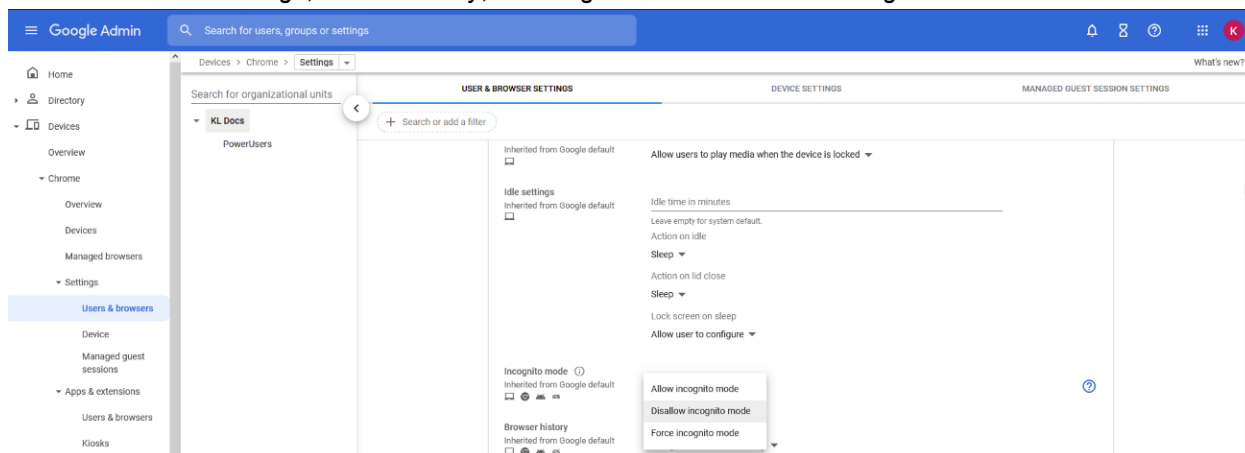 Google Admin
Search for users, groups or settings
K
Home
Directory
Devices
Overview
Chrome
Overview
Devices
Managed browsers
Settings
Users & browsers
Device
Managed guest
sessions
Apps & extensions
Users & browsers
Kiosks
Devices > Chrome > Settings
What's new?
Search for organizational units
KL Docs
PowerUsers
USER & BROWSER SETTINGS
DEVICE SETTINGS
MANAGED GUEST SESSION SETTINGS
+ Search or add a filter
Inherited from Google default
Allow users to play media when the device is locked
Idle settings
Inherited from Google default
Idle time in minutes
Leave empty for system default.
Action on idle
Sleep
Action on lid close
Sleep
Lock screen on sleep
Allow user to configure
Incognito mode
Inherited from Google default
Allow incognito mode
Disallow incognito mode
Force incognito mode
Browser history
Inherited from Google default